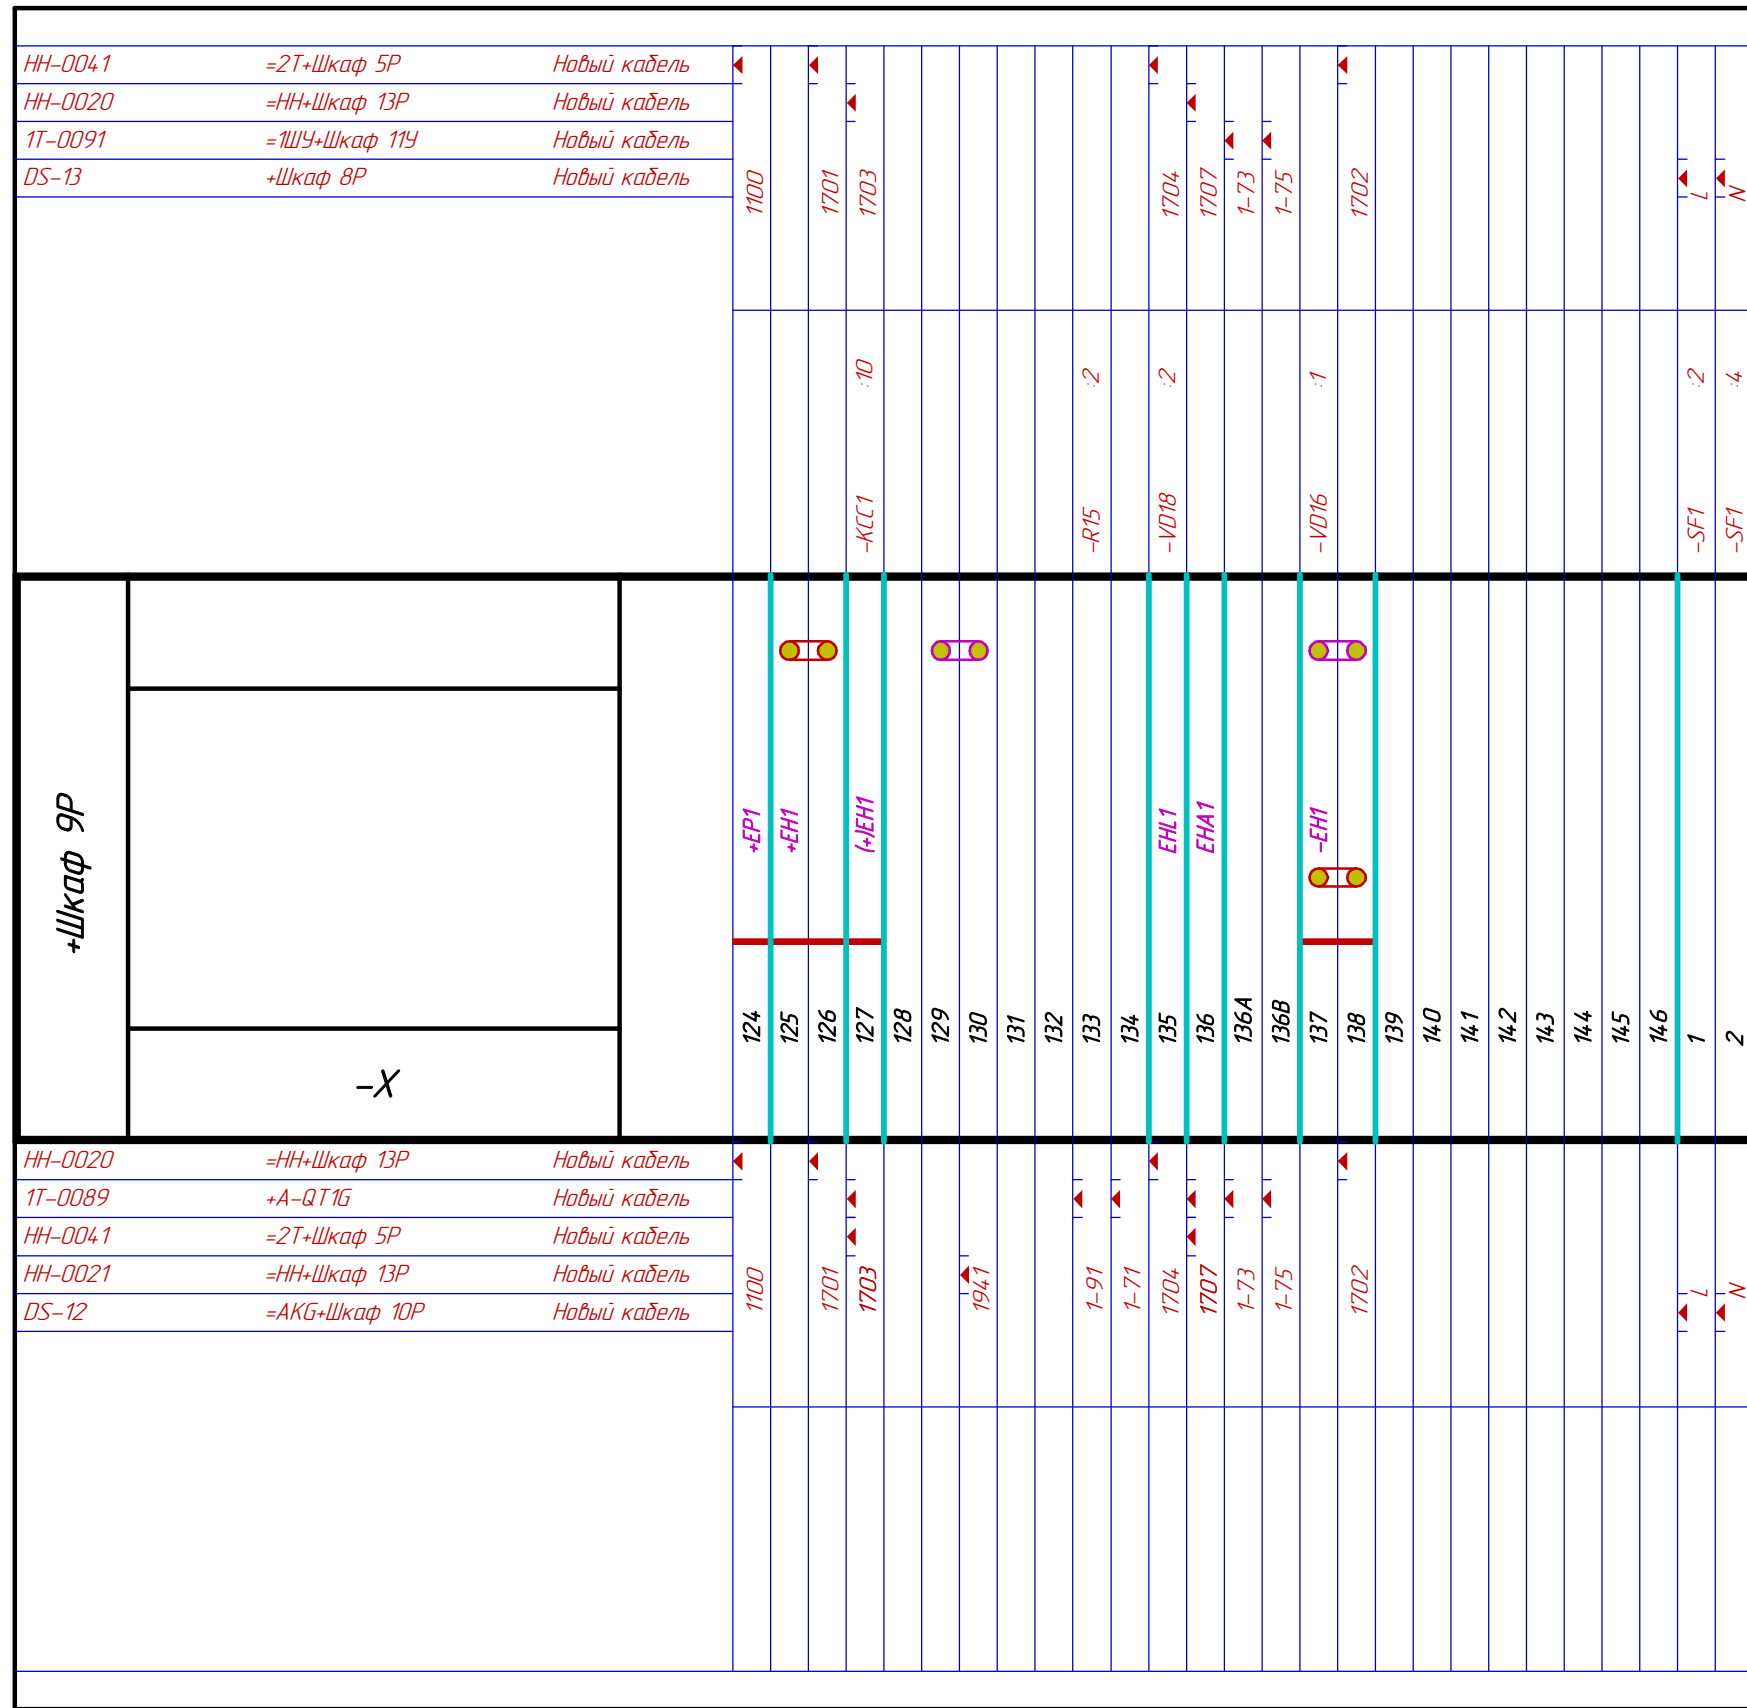 НН-0041 =2Т+Шкаф 5Р Новый кабель
НН-0020 =НН+Шкаф 13Р Новый кабель
1Т-0091 =1ШУ+Шкаф 11У Новый кабель
DS-13 +Шкаф 8Р Новый кабель
1100 1701 1703 1704 1707 1-73 1-75 1702 L N
:10 :2 :2 :1 :2 :4
-KCC1 -R15 -VD18 -VD16 -SF1 -SF1
+Шкаф 9Р
-X
+EP1 +EH1 (+)EH1 EHL1 EHA1 -EH1
124 125 126 127 128 129 130 131 132 133 134 135 136 136A 136B 137 138 139 140 141 142 143 144 145 146 1 2
НН-0020 =НН+Шкаф 13Р Новый кабель
1Т-0089 +A-QT1G Новый кабель
НН-0041 =2Т+Шкаф 5Р Новый кабель
НН-0021 =НН+Шкаф 13Р Новый кабель
DS-12 =AKG+Шкаф 10Р Новый кабель
1100 1701 1703 1941 1-91 1-71 1704 1707 1-73 1-75 1702 L N